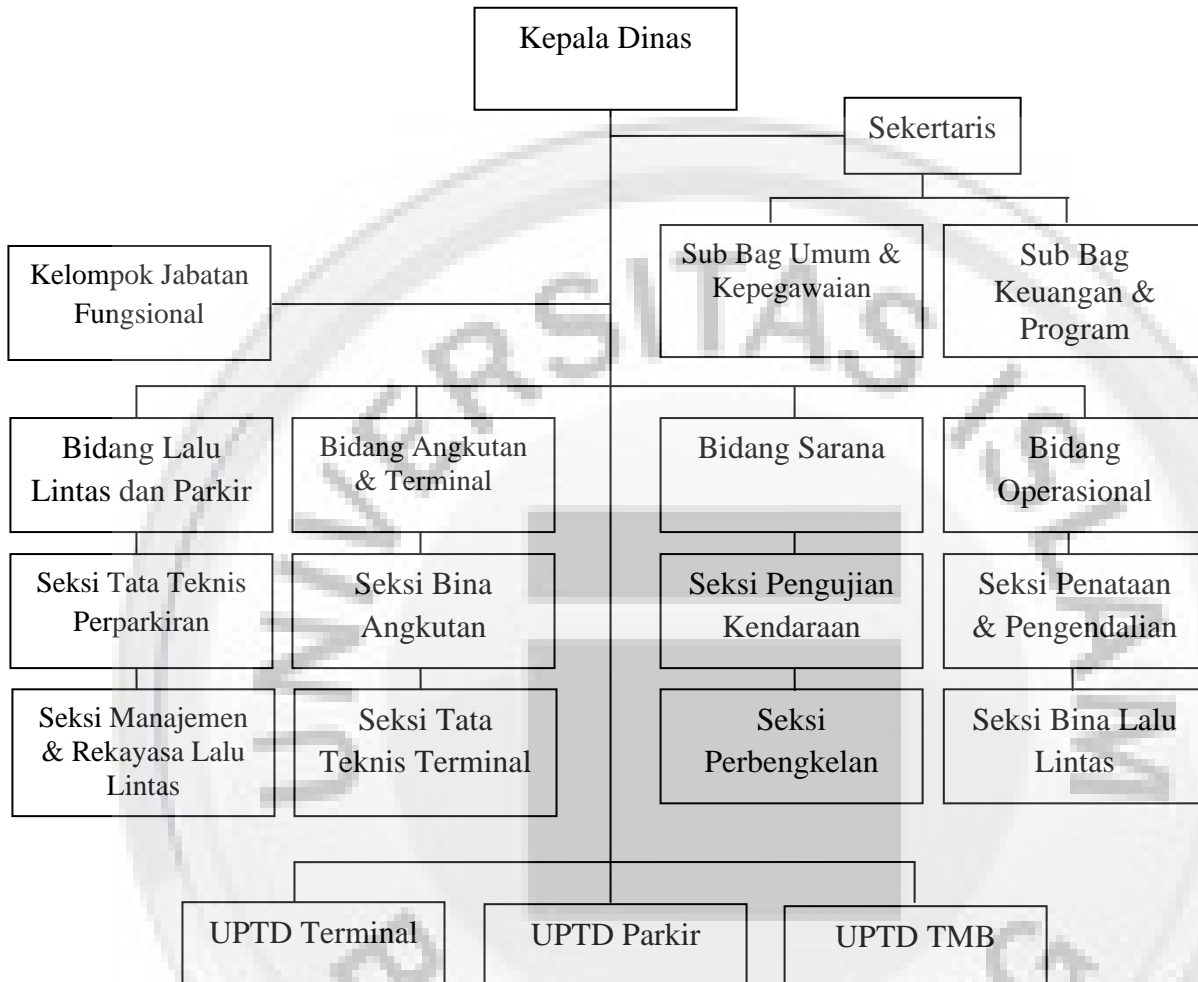 Kepala Dinas
Sekertaris
Sub Bag Umum &
Kepegawaian
Sub Bag
Keuangan &
Program
Kelompok Jabatan
Fungsional
Bidang Lalu
Lintas dan Parkir
Bidang Angkutan
& Terminal
Bidang Sarana
Bidang
Operasional
Seksi Tata Teknis
Perparkiran
Seksi Bina
Angkutan
Seksi Pengujian
Kendaraan
Seksi Penataan
& Pengendalian
Seksi Manajemen
& Rekayasa Lalu
Lintas
Seksi Tata
Teknis Terminal
Seksi
Perbengkelan
Seksi Bina Lalu
Lintas
UPTD Terminal
UPTD Parkir
UPTD TMB
UNIVERSITAS ISLAM